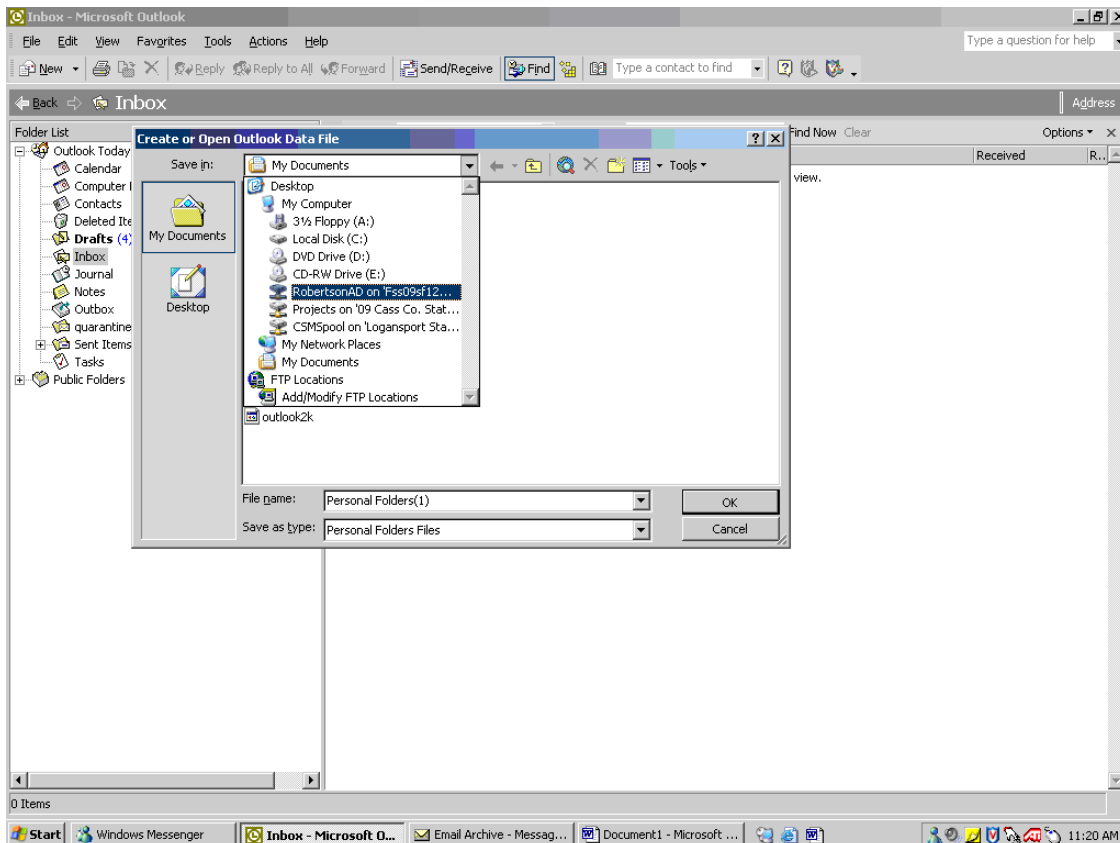 Inbox - Microsoft Outlook
File Edit View Favorites Tools Actions Help Type a question for help
New Reply Reply to All Forward Send/Receive Find Type a contact to find
Back Inbox Address
Folder List Find Now Clear Options
Outlook Today Received R...
Calendar view.
Computer
Contacts
Deleted Ite
Drafts (4)
Inbox
Journal
Notes
Outbox
quarantine
Sent Items
Tasks
Public Folders
Create or Open Outlook Data File
Save in: My Documents Tools
My Documents
Desktop
Desktop
My Computer
3½ Floppy (A:)
Local Disk (C:)
DVD Drive (D:)
CD-RW Drive (E:)
RobertsonAD on 'Fss09sf12...
Projects on '09 Cass Co. Stat...
CSMSpool on 'Logansport Sta...
My Network Places
My Documents
FTP Locations
Add/Modify FTP Locations
outlook2k
File name: Personal Folders(1) OK
Save as type: Personal Folders Files Cancel
0 Items
Start Windows Messenger Inbox - Microsoft O... Email Archive - Messag... Document1 - Microsoft ... 11:20 AM